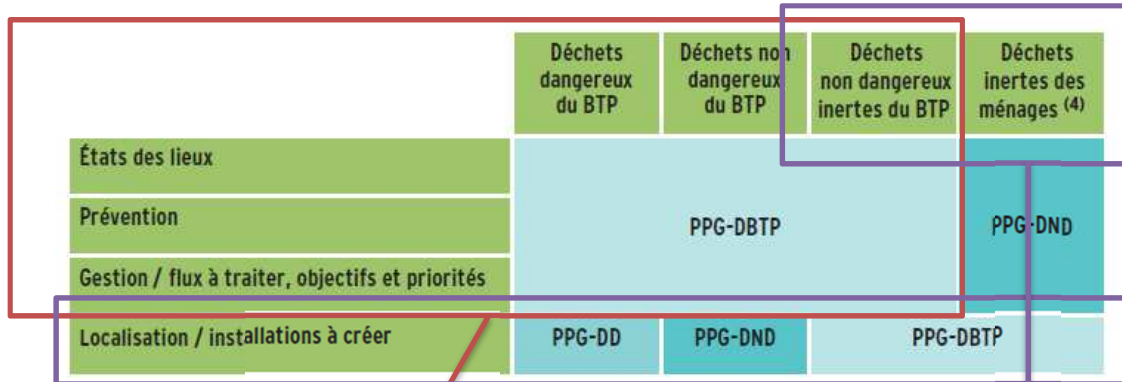 Déchets dangereux du BTP
Déchets non dangereux du BTP
Déchets non dangereux inertes du BTP
Déchets inertes des ménages (4)
États des lieux
Prévention
PPG-DBTP
PPG-DND
Gestion / flux à traiter, objectifs et priorités
Localisation / installations à créer
PPG-DD
PPG-DND
PPG-DBTP